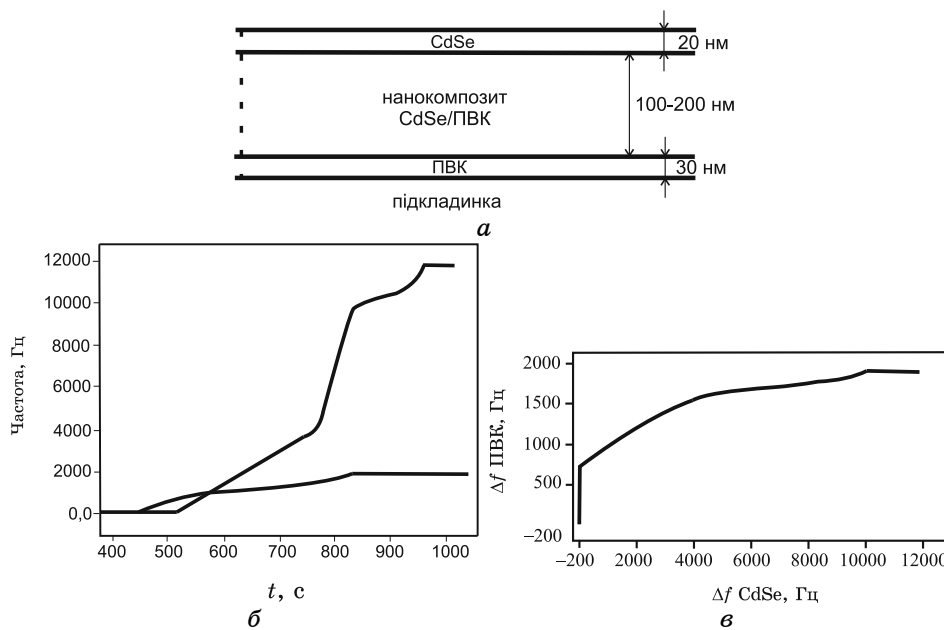 CdSe
20 нм
нанокомпозит
CdSe/ПВК
100-200 нм
ПВК
30 нм
підкладинка
а
Частота, Гц
12000
10000
8000
6000
4000
2000
0,0
400 500 600 700 800 900 1000
t, с
б
Δf ПВК, Гц
2000
1500
1000
500
−200
−200 2000 4000 6000 8000 10000 12000
Δf CdSe, Гц
в